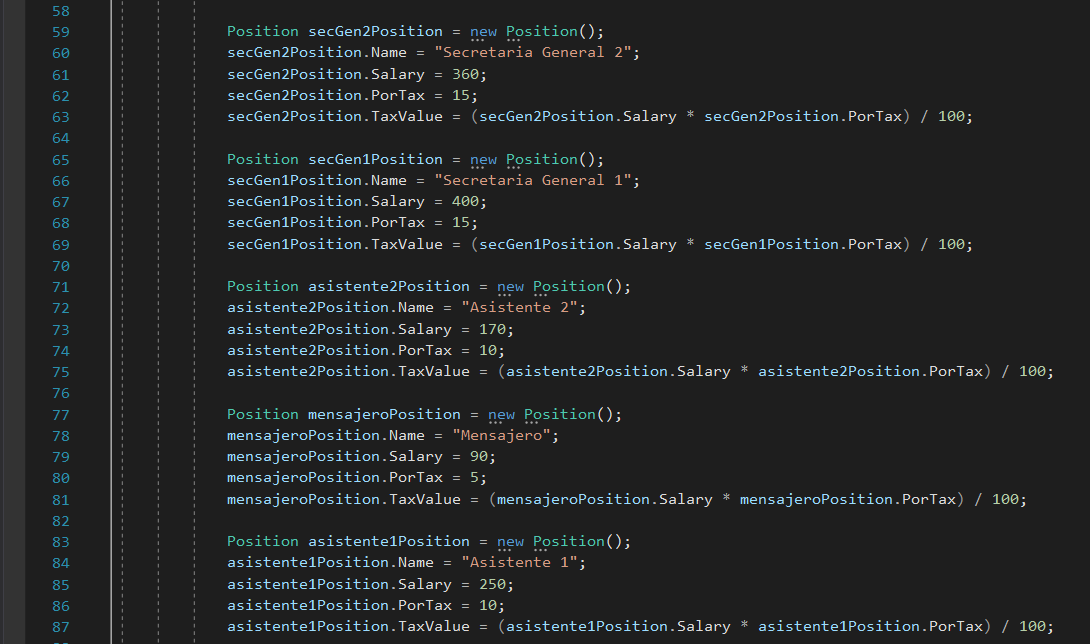 58
59 Position secGen2Position = new Position();
60 secGen2Position.Name = "Secretaria General 2";
61 secGen2Position.Salary = 360;
62 secGen2Position.PorTax = 15;
63 secGen2Position.TaxValue = (secGen2Position.Salary * secGen2Position.PorTax) / 100;
64
65 Position secGen1Position = new Position();
66 secGen1Position.Name = "Secretaria General 1";
67 secGen1Position.Salary = 400;
68 secGen1Position.PorTax = 15;
69 secGen1Position.TaxValue = (secGen1Position.Salary * secGen1Position.PorTax) / 100;
70
71 Position asistente2Position = new Position();
72 asistente2Position.Name = "Asistente 2";
73 asistente2Position.Salary = 170;
74 asistente2Position.PorTax = 10;
75 asistente2Position.TaxValue = (asistente2Position.Salary * asistente2Position.PorTax) / 100;
76
77 Position mensajeroPosition = new Position();
78 mensajeroPosition.Name = "Mensajero";
79 mensajeroPosition.Salary = 90;
80 mensajeroPosition.PorTax = 5;
81 mensajeroPosition.TaxValue = (mensajeroPosition.Salary * mensajeroPosition.PorTax) / 100;
82
83 Position asistente1Position = new Position();
84 asistente1Position.Name = "Asistente 1";
85 asistente1Position.Salary = 250;
86 asistente1Position.PorTax = 10;
87 asistente1Position.TaxValue = (asistente1Position.Salary * asistente1Position.PorTax) / 100;